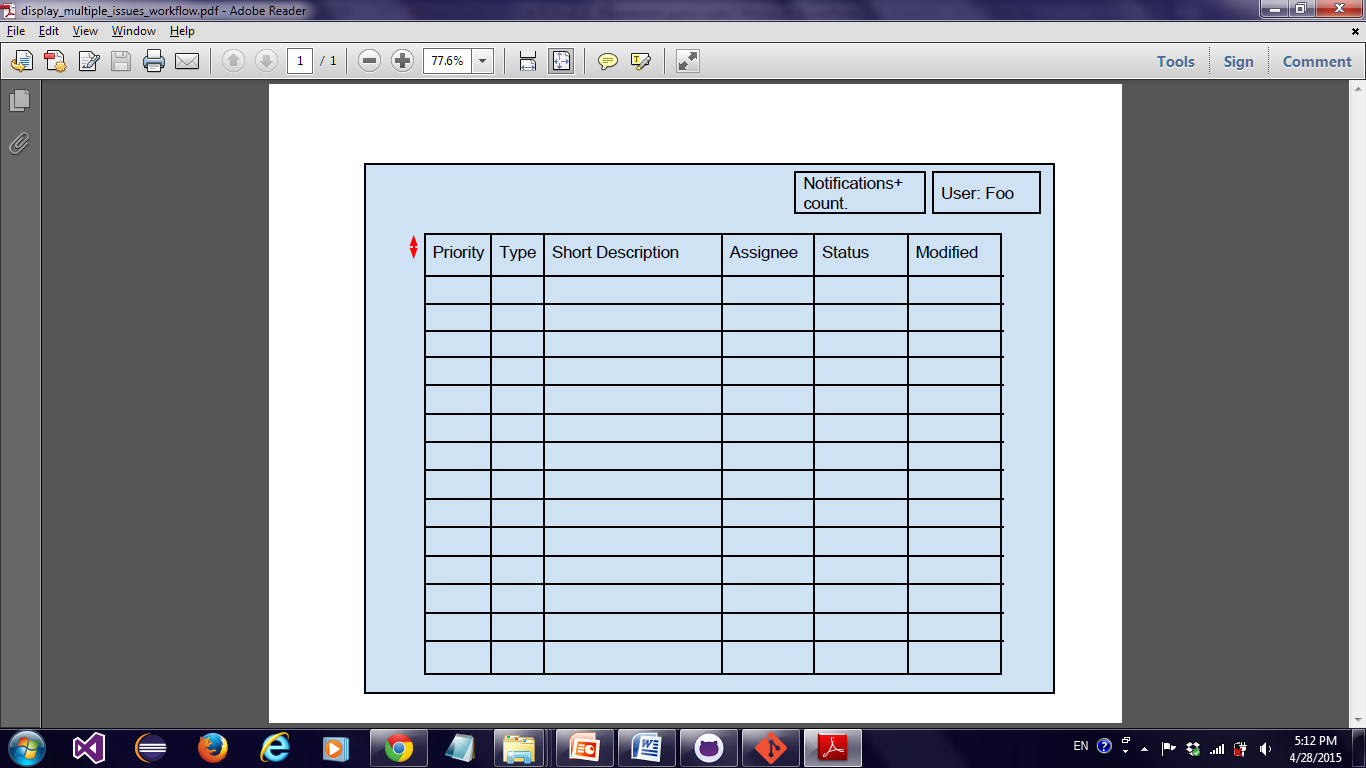 display_multiple_issues_workflow.pdf - Adobe Reader
File Edit View Window Help
1 / 1 77.6% Tools Sign Comment
Notifications+
count.
User: Foo
Priority Type Short Description Assignee Status Modified
EN 5:12 PM
4/28/2015